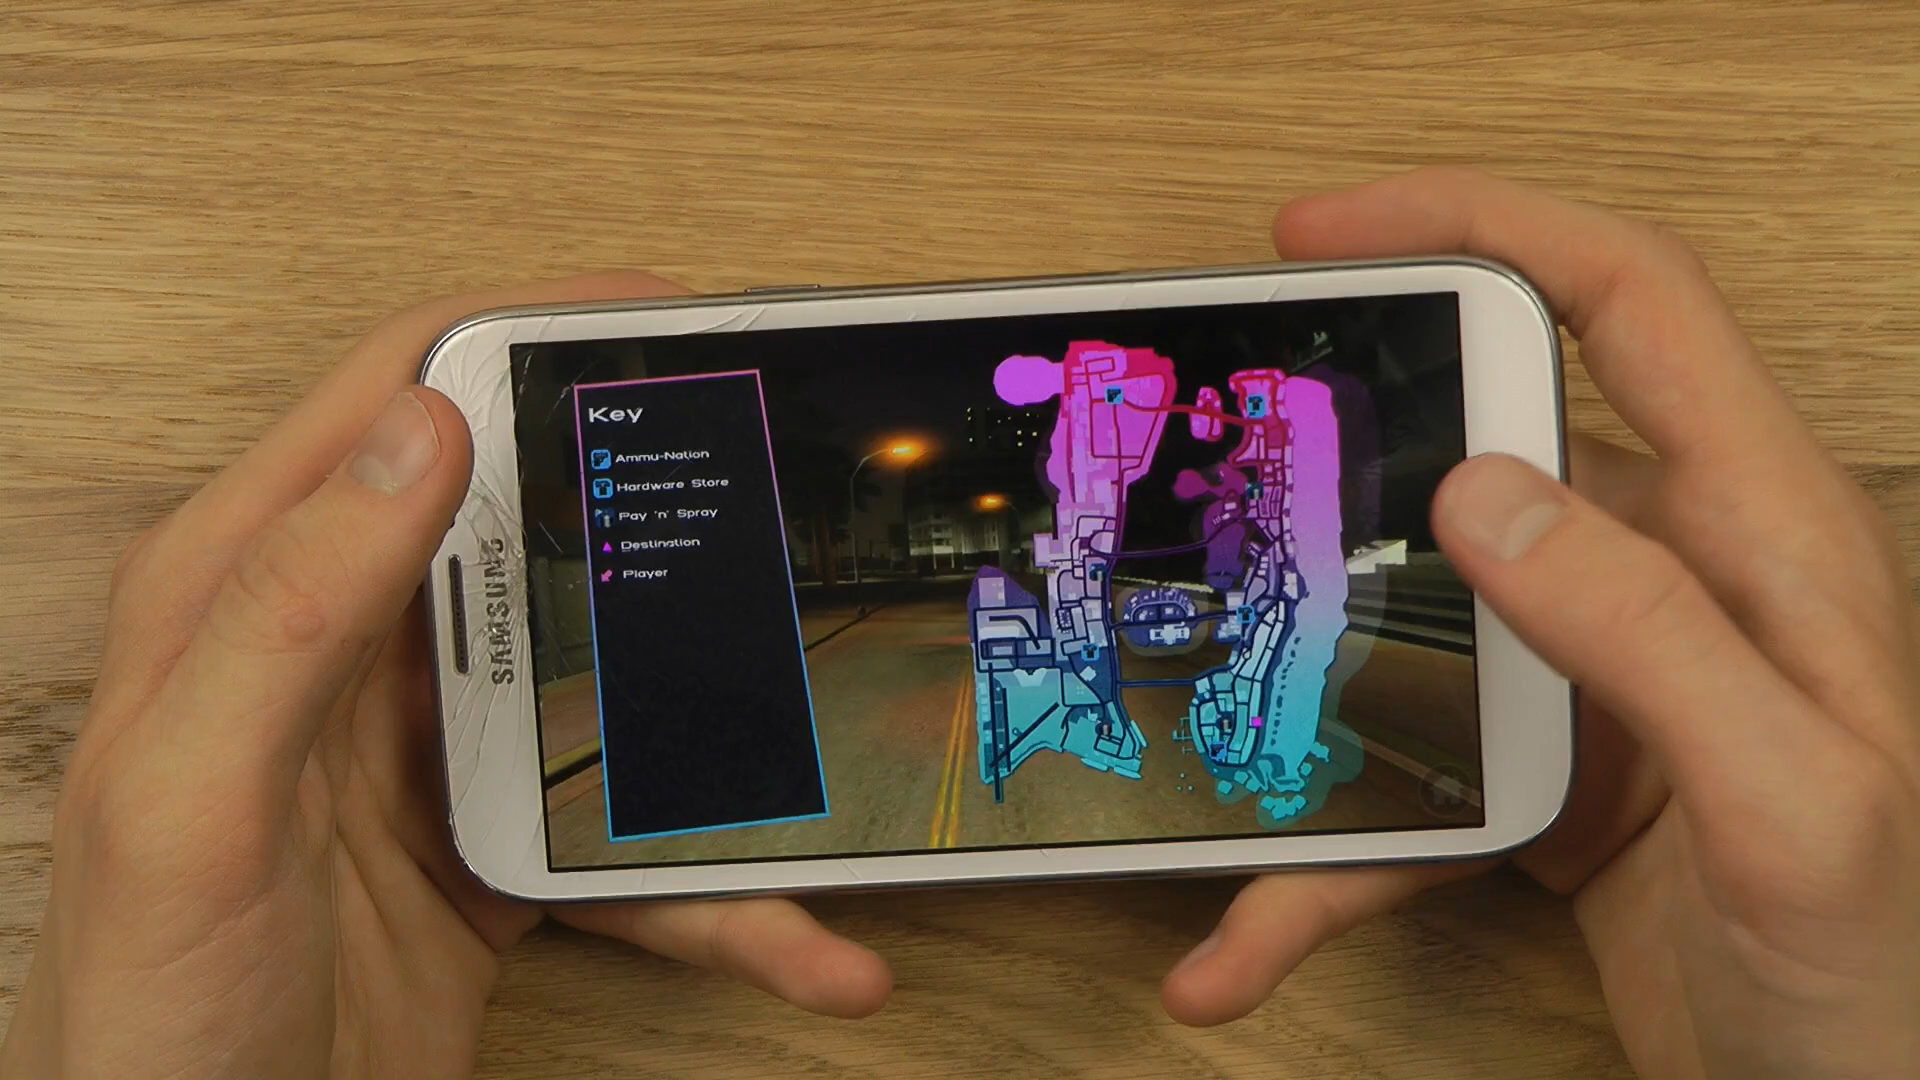 SAMSUNG
Key
Ammu-Nation
Hardware Store
Pay 'n' Spray
Destination
Player